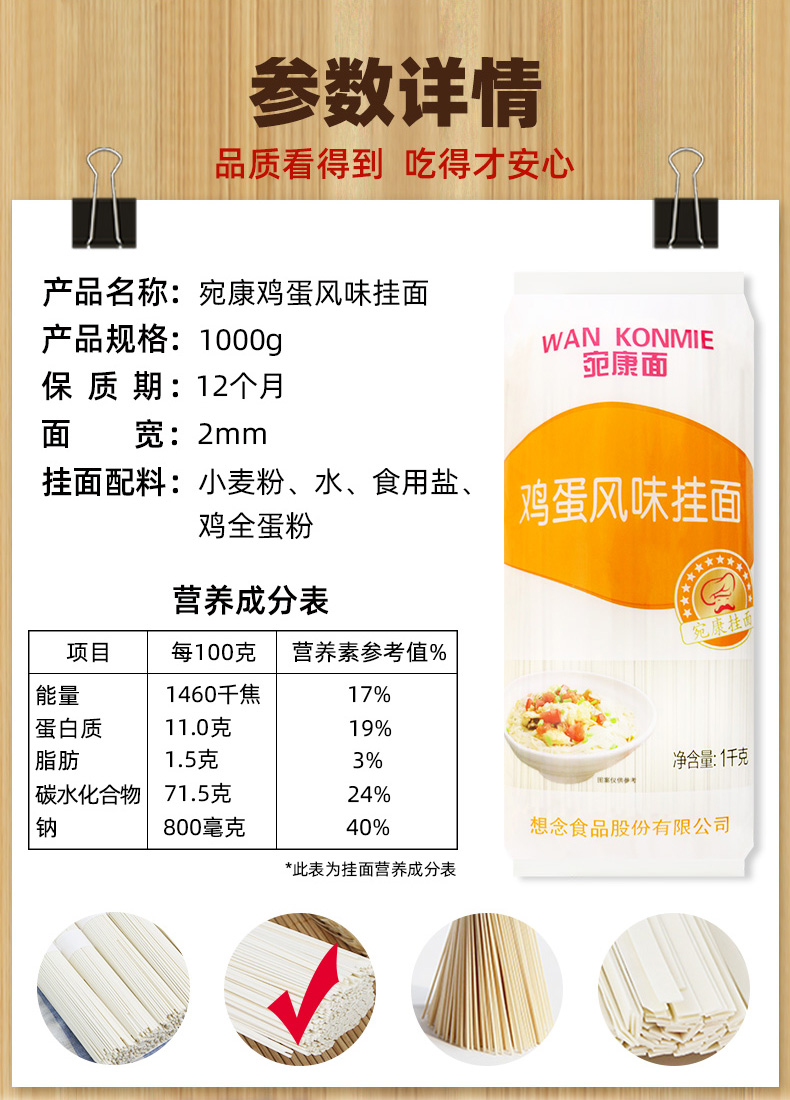 参数详情
品质看得到 吃得才安心
产品名称：宛康鸡蛋风味挂面
产品规格：1000g
保质期：12个月
面宽：2mm
挂面配料：小麦粉、水、食用盐、
鸡全蛋粉
营养成分表
项目 每100克 营养素参考值%
能量 1460千焦 17%
蛋白质 11.0克 19%
脂肪 1.5克 3%
碳水化合物 71.5克 24%
钠 800毫克 40%
*此表为挂面营养成分表
WAN KONMIE
宛康面
鸡蛋风味挂面
宛康挂面
净含量:1千克
图案仅供参考
想念食品股份有限公司